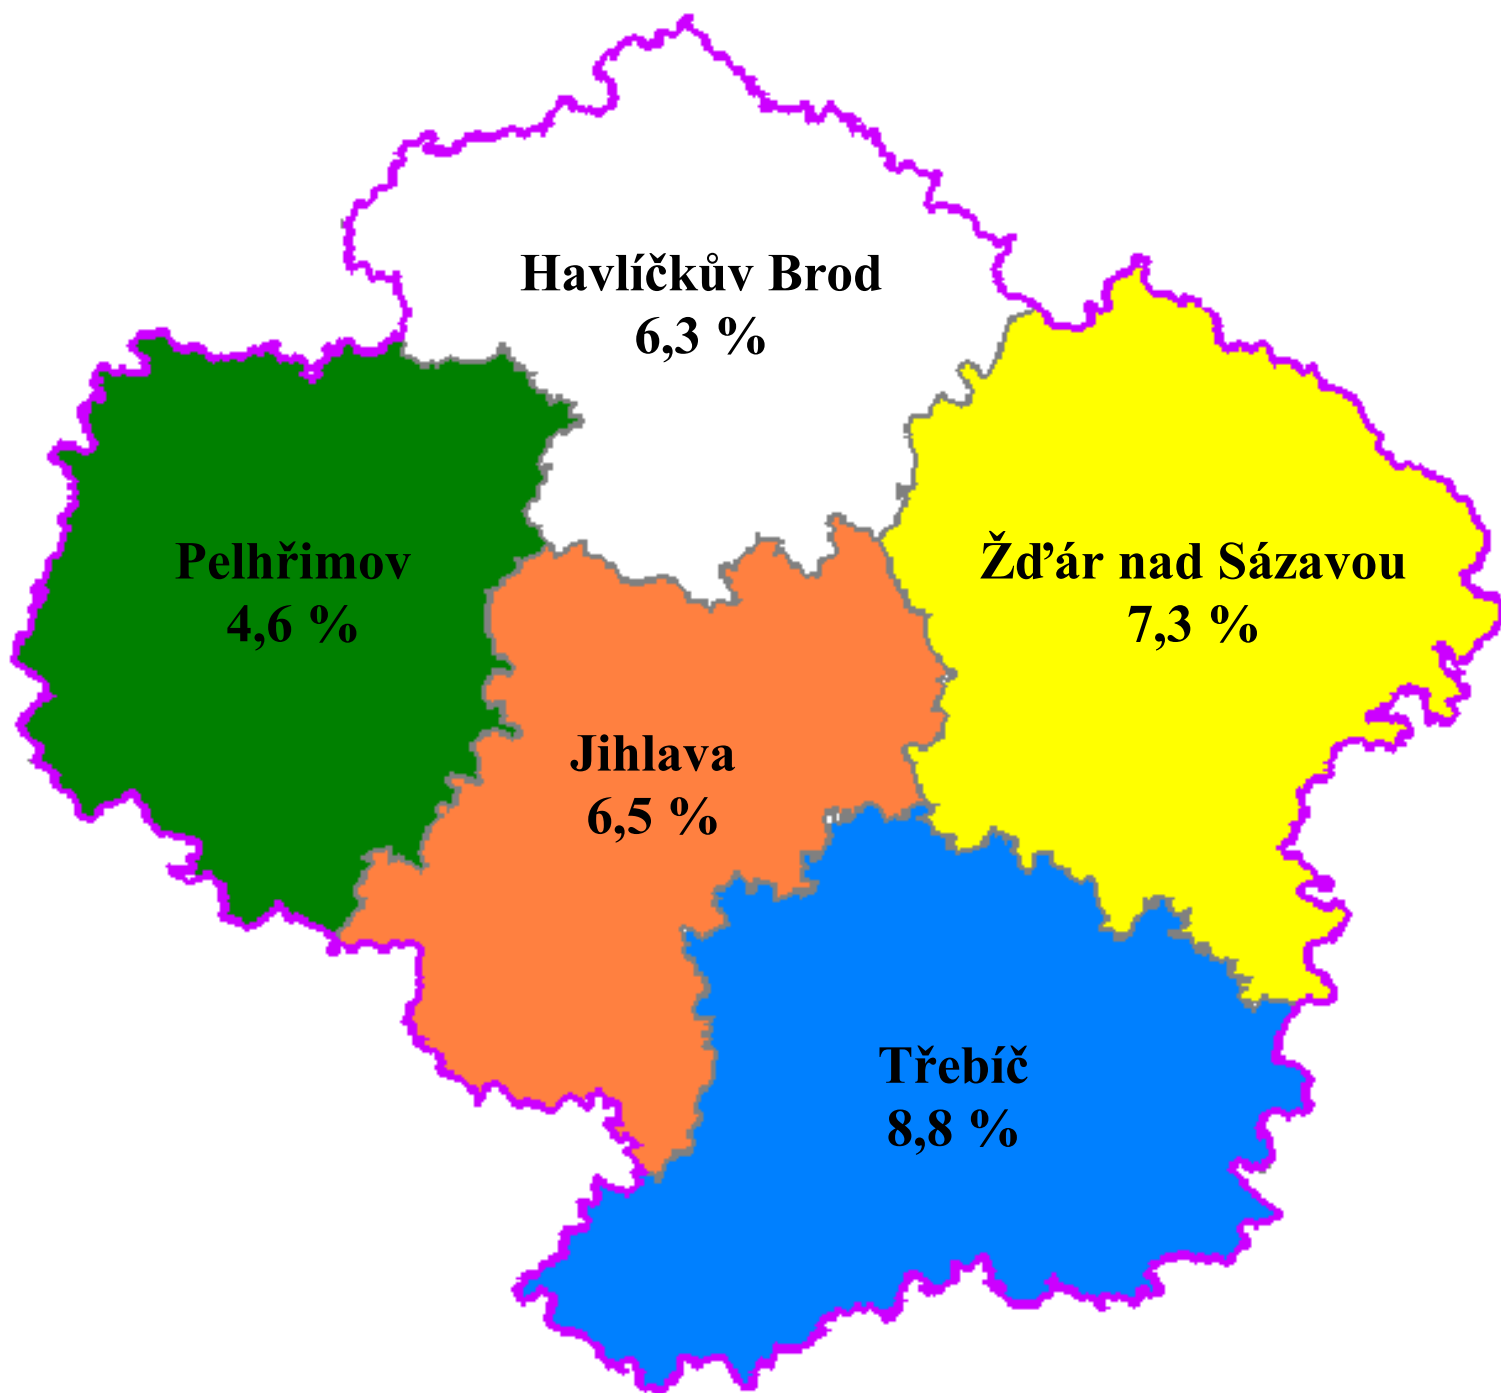 Havlíčkův Brod
6,3 %
Pelhřimov
4,6 %
Žďár nad Sázavou
7,3 %
Jihlava
6,5 %
Třebíč
8,8 %